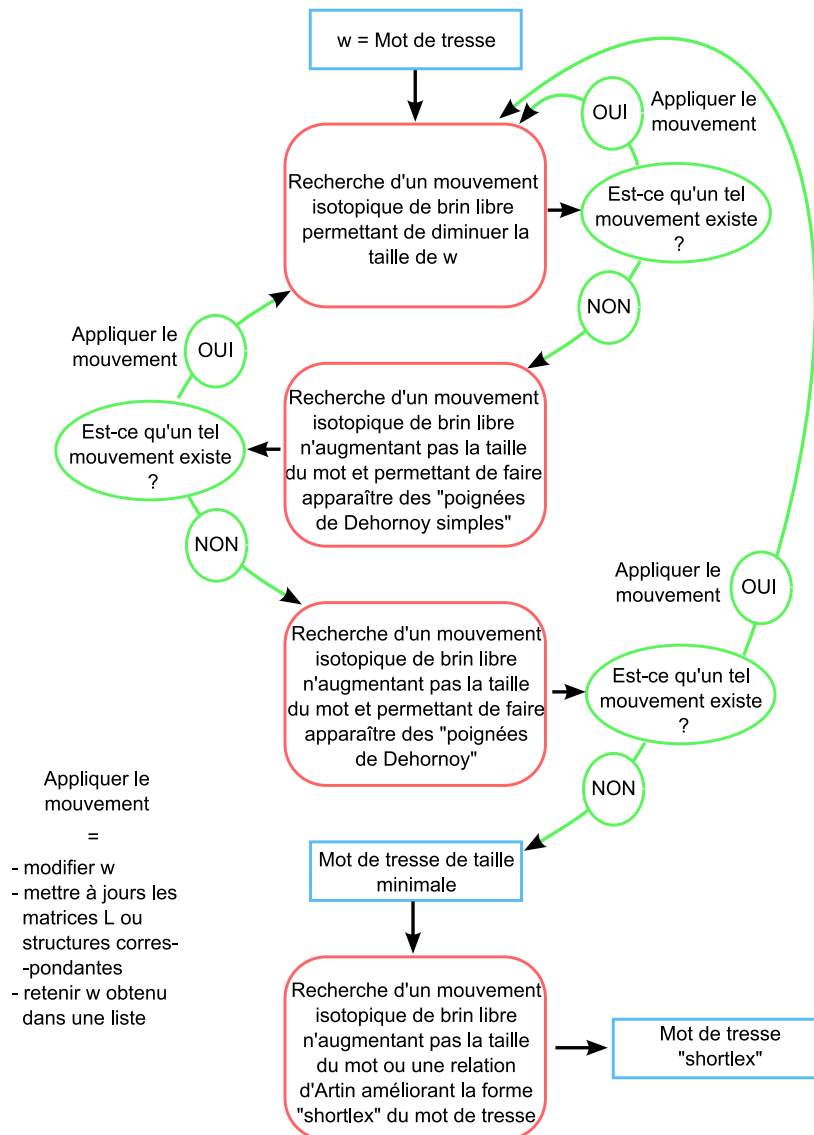 w = Mot de tresse
OUI
Appliquer le
mouvement
Recherche d'un mouvement
isotopique de brin libre
permettant de diminuer la
taille de w
Est-ce qu'un tel
mouvement existe
?
NON
Appliquer le
mouvement
OUI
Recherche d'un mouvement
isotopique de brin libre
n'augmentant pas la taille
du mot et permettant de faire
apparaître des "poignées
de Dehornoy simples"
Est-ce qu'un tel
mouvement existe
?
NON
Appliquer le
mouvement
OUI
Recherche d'un mouvement
isotopique de brin libre
n'augmentant pas la taille
du mot et permettant de faire
apparaître des "poignées
de Dehornoy"
Est-ce qu'un tel
mouvement existe
?
NON
Appliquer le
mouvement
=
- modifier w
- mettre à jours les
matrices L ou
structures corres-
-pondantes
- retenir w obtenu
dans une liste
Mot de tresse de taille
minimale
Recherche d'un mouvement
isotopique de brin libre
n'augmentant pas la taille
du mot ou une relation
d'Artin améliorant la forme
"shortlex" du mot de tresse
Mot de tresse
"shortlex"